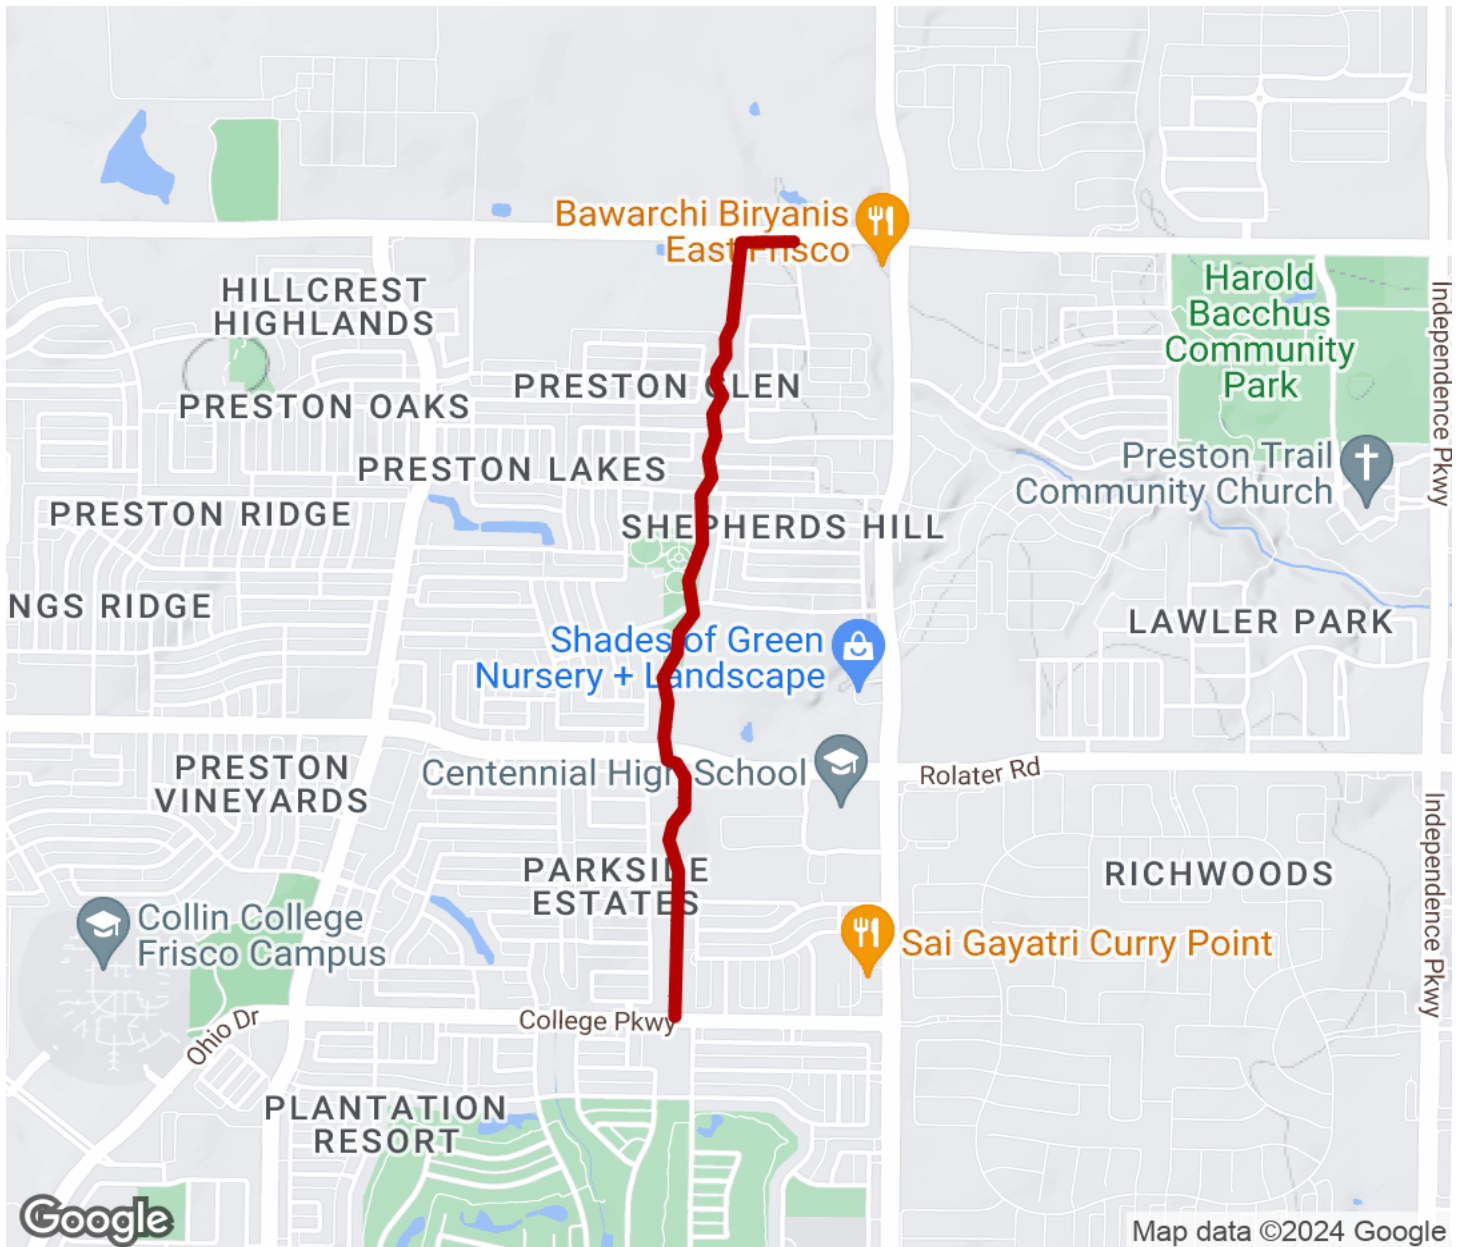 Bawarchi Biryanis
East Frisco
HILLCREST
HIGHLANDS
Harold
Bacchus
Community
Park
Independence Pkwy
PRESTON GLEN
PRESTON OAKS
PRESTON LAKES
Preston Trail
Community Church
PRESTON RIDGE
SHEPHERDS HILL
NGS RIDGE
LAWLER PARK
Shades of Green
Nursery + Landscape
PRESTON
VINEYARDS
Centennial High School
Rolater Rd
Independence Pkwy
PARKSIDE
ESTATES
RICHWOODS
Collin College
Frisco Campus
Sai Gayatri Curry Point
Ohio Dr
College Pkwy
PLANTATION
RESORT
Google
Map data ©2024 Google